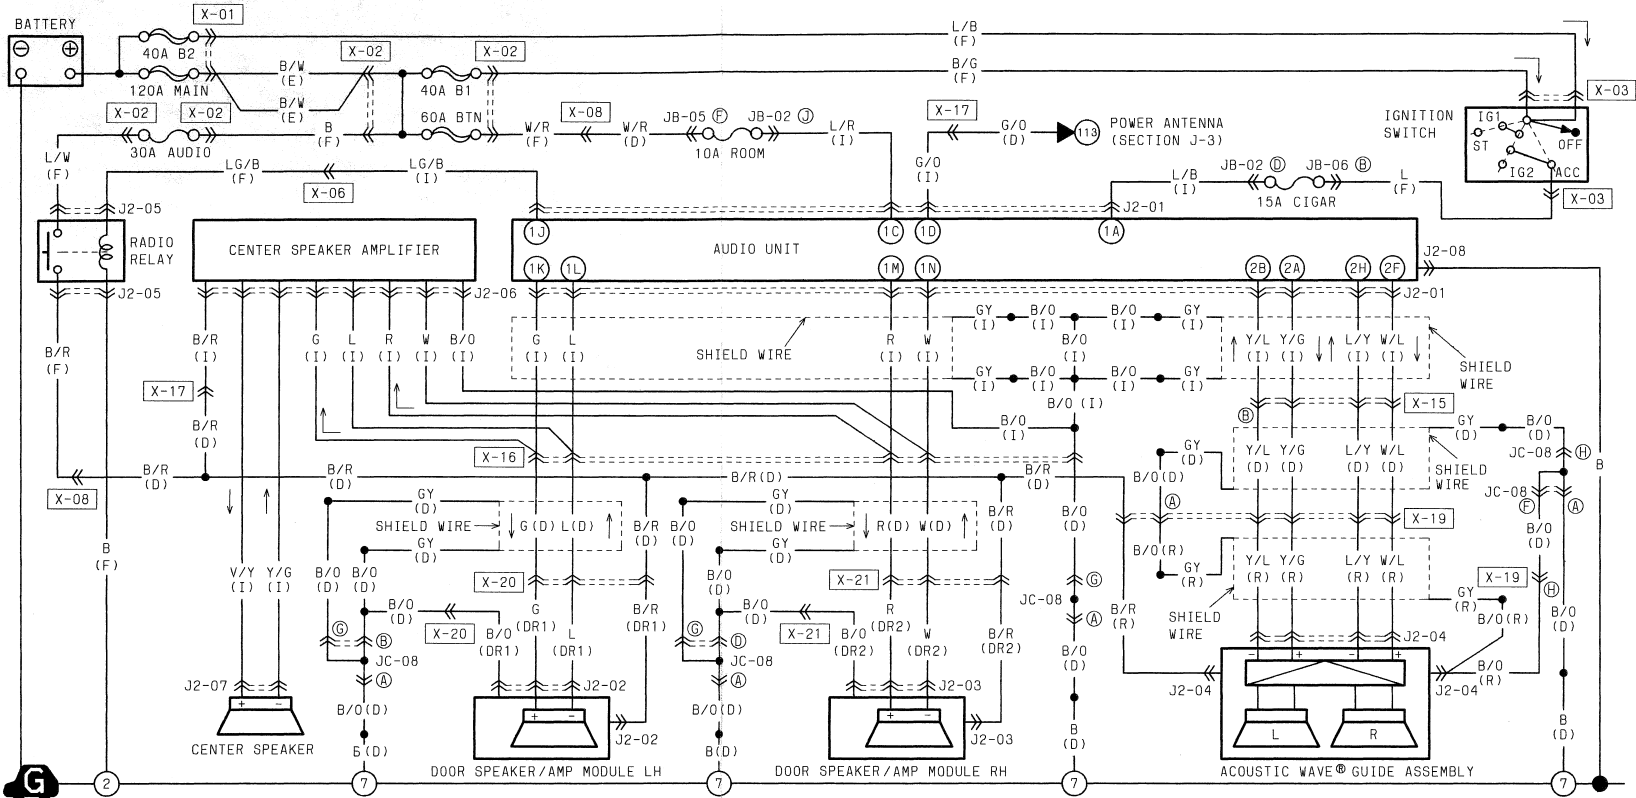 BATTERY
X-01
40A B2
L/B
(F)
X-02
X-02
B/W
(E)
B/G
(F)
120A MAIN
40A B1
X-03
B/W
(E)
X-02
X-02
60A BTN
X-08
JB-05 F
JB-02 J
X-17
POWER ANTENNA
(SECTION J-3)
113
IGNITION
SWITCH
IG1
ST
OFF
IG2
ACC
30A AUDIO
B
(F)
W/R
(F)
W/R
(D)
10A ROOM
L/R
(I)
G/O
(D)
L/W
(F)
LG/B
(F)
LG/B
(I)
X-06
G/O
(I)
L/B
(I)
JB-02 D
JB-06 B
15A CIGAR
L
(F)
X-03
J2-05
J2-01
RADIO
RELAY
CENTER SPEAKER AMPLIFIER
AUDIO UNIT
1J
1C
1D
1A
1K
1L
1M
1N
2B
2A
2H
2F
J2-08
J2-05
J2-06
J2-01
B/R
(F)
B/R
(I)
G
(I)
L
(I)
R
(I)
W
(I)
B/O
(I)
G
(I)
L
(I)
SHIELD WIRE
R
(I)
W
(I)
GY
(I)
B/O
(I)
B/O
(I)
GY
(I)
B/O
(I)
GY
(I)
B/O
(I)
B/O
(I)
GY
(I)
Y/L
(I)
Y/G
(I)
L/Y
(I)
W/L
(I)
SHIELD
WIRE
X-17
B/O (I)
B
X-15
B/R
(D)
B/O
(I)
X-16
GY
(D)
B/O
(D)
JC-08 H
GY
(D)
Y/L
(D)
Y/G
(D)
L/Y
(D)
W/L
(D)
SHIELD
WIRE
X-08
B/R
(D)
B/R
(D)
B/R(D)
B/R
(D)
B/O(D)
A
JC-08
F
A
B
GY
(D)
SHIELD WIRE
G(D)
L(D)
GY
(D)
B/R
(D)
B/O
(D)
GY
(D)
SHIELD WIRE
R(D)
W(D)
GY
(D)
B/R
(D)
B/O
(D)
X-19
B/O(R)
B/O
(D)
B
(F)
V/Y
(I)
Y/G
(I)
B/O
(D)
B/O
(D)
X-20
B/O
(D)
X-21
G
JC-08
A
GY
(R)
Y/L
(R)
Y/G
(R)
L/Y
(R)
W/L
(R)
X-19
H
GY
(R)
B/O(R)
B/O
(D)
B/O
(D)
X-20
G
(DR1)
L
(DR1)
B/R
(DR1)
B/O
(DR1)
B/O
(D)
X-21
R
(DR2)
W
(DR2)
B/R
(DR2)
B/O
(DR2)
B/R
(R)
SHIELD
WIRE
G
B
JC-08
A
G
D
JC-08
A
B/O
(D)
J2-04
J2-07
J2-02
J2-03
J2-04
J2-04
B/O
(R)
+
−
+
−
+
−
−
+
−
+
B/O(D)
B/O(D)
J2-02
J2-03
L
R
CENTER SPEAKER
B(D)
B(D)
B
(D)
B
(D)
DOOR SPEAKER/AMP MODULE LH
DOOR SPEAKER/AMP MODULE RH
ACOUSTIC WAVE® GUIDE ASSEMBLY
G
2
7
7
7
7